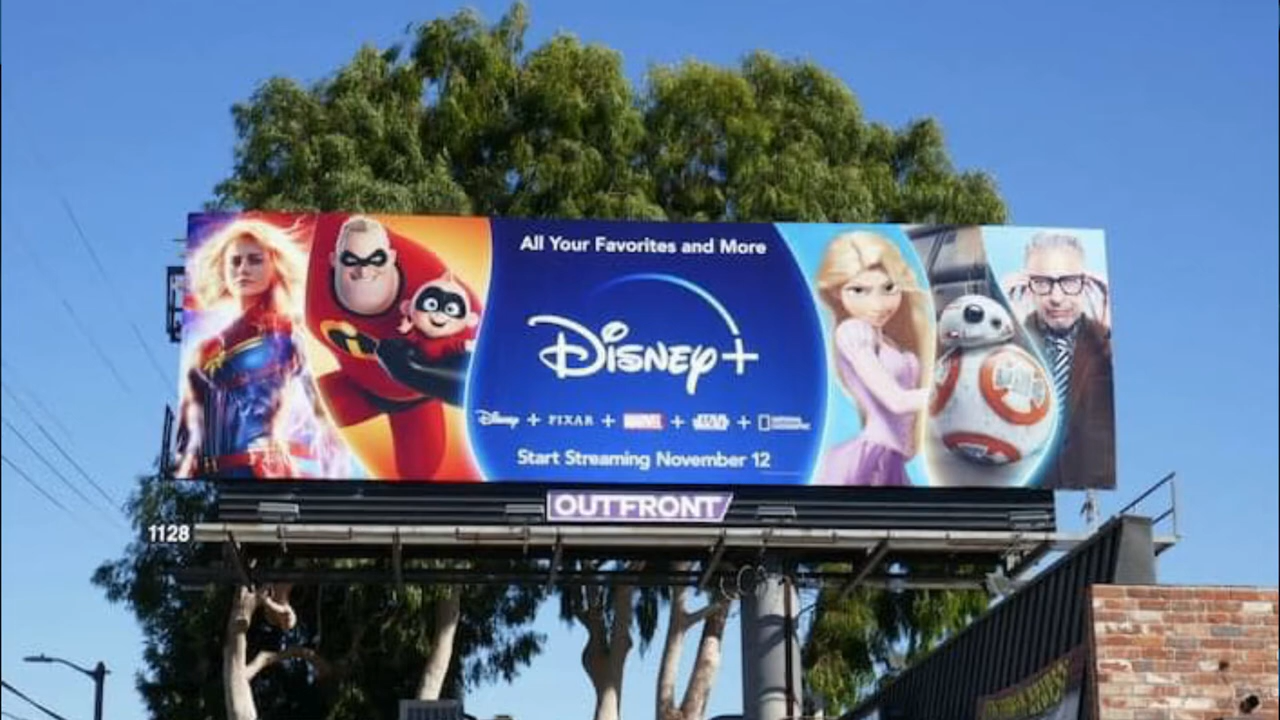 All Your Favorites and More
Disney+
Disney + PIXAR + MARVEL + STAR WARS + NATIONAL GEOGRAPHIC
Start Streaming November 12
OUTFRONT
1128